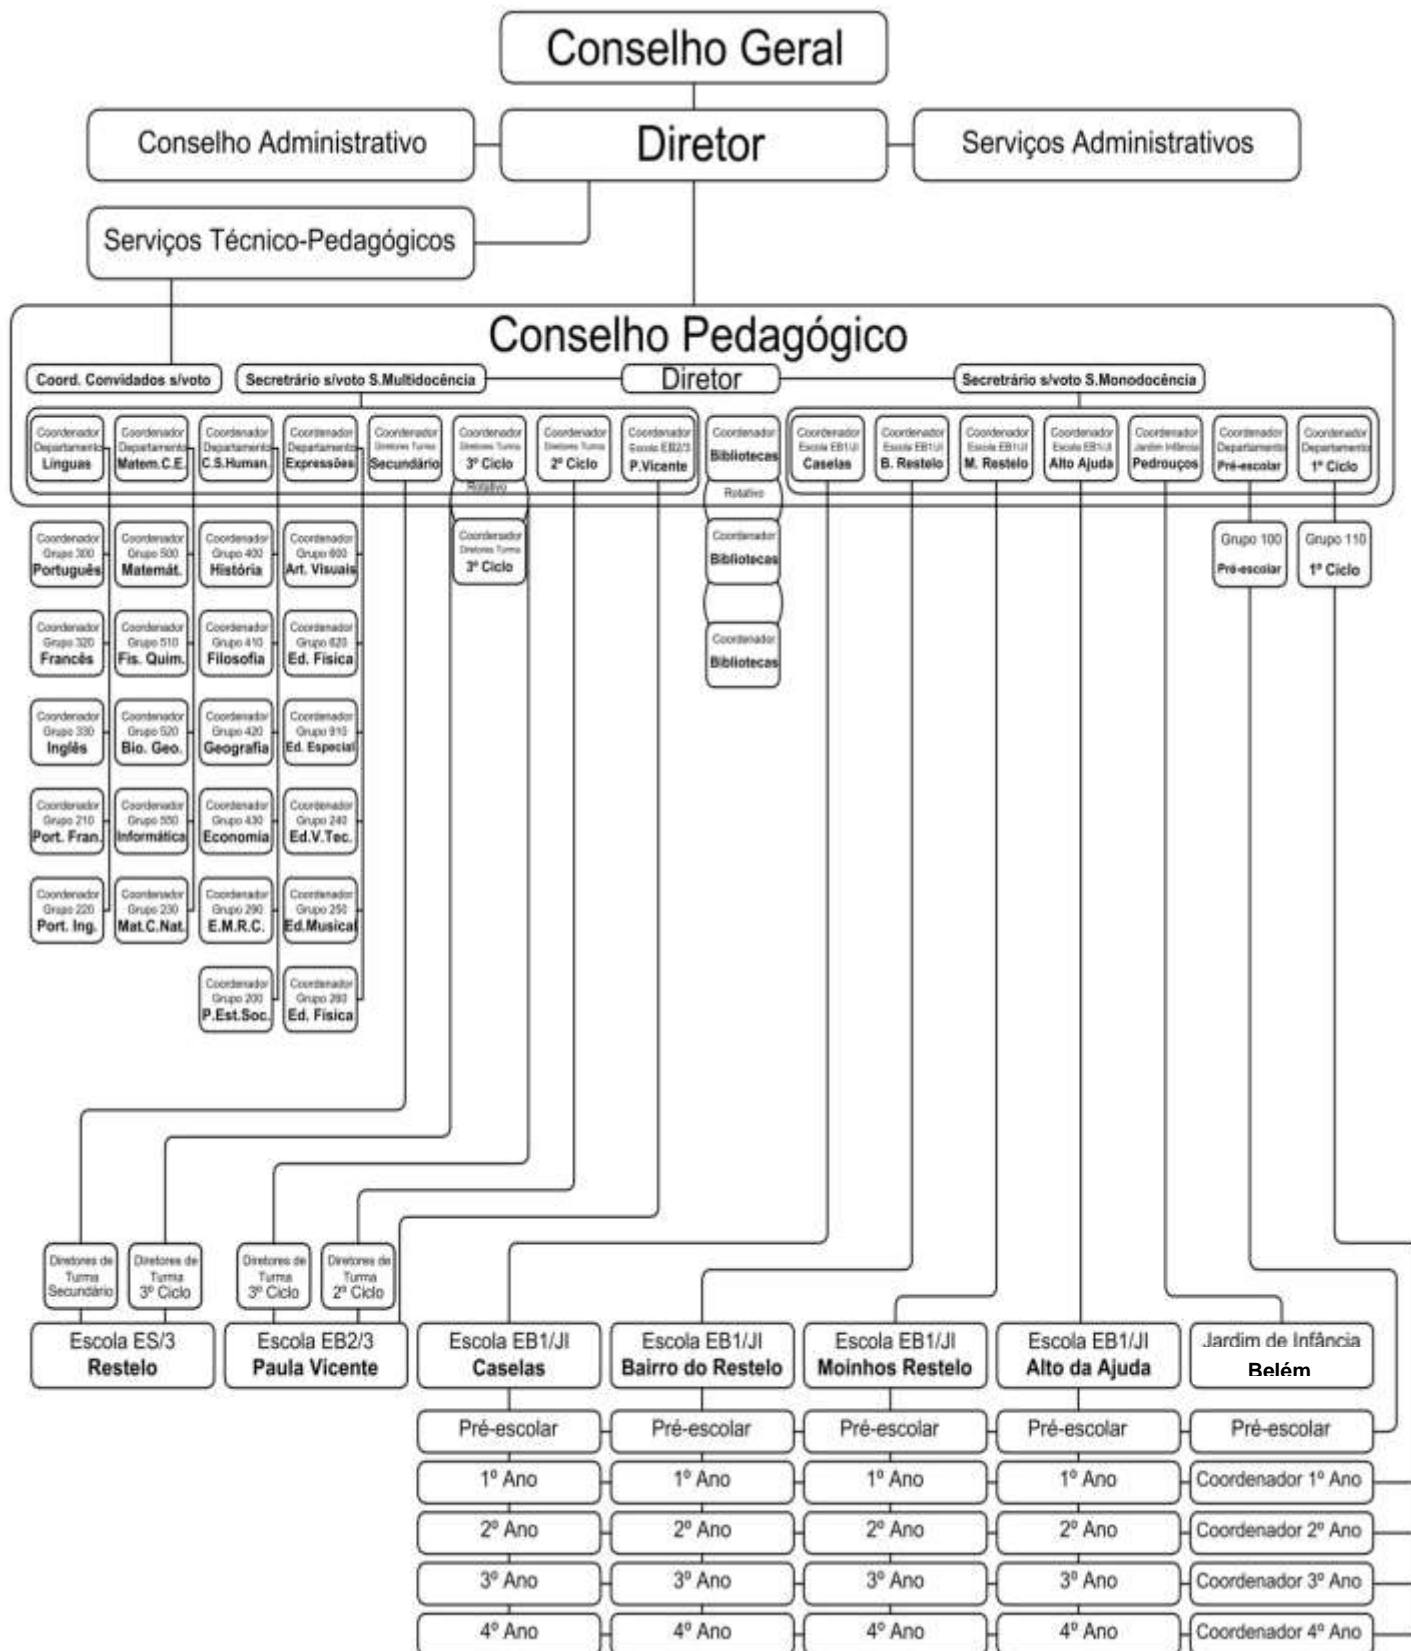 Conselho Geral
Conselho Administrativo
Diretor
Serviços Administrativos
Serviços Técnico-Pedagógicos
Conselho Pedagógico
Coord. Convidados s/voto
Secretrário s/voto S.Multidocência
Diretor
Secretrário s/voto S.Monodocência
Coordenador
Departamento
Línguas
Coordenador
Departamento
Matem.C.E.
Coordenador
Departamento
C.S.Human.
Coordenador
Departamento
Expressões
Coordenador
Diretores Turma
Secundário
Coordenador
Diretores Turma
3º Ciclo
Coordenador
Diretores Turma
2º Ciclo
Coordenador
Escola EB2/3
P.Vicente
Coordenador
Bibliotecas
Coordenador
Escola EB1/JI
Caselas
Coordenador
Escola EB1/JI
B. Restelo
Coordenador
Escola EB1/JI
M. Restelo
Coordenador
Escola EB1/JI
Alto Ajuda
Coordenador
Jardim Infância
Pedrouços
Coordenador
Departamento
Pré-escolar
Coordenador
Departamento
1º Ciclo
Rotativo
Rotativo
Coordenador
Grupo 300
Português
Coordenador
Grupo 500
Matemát.
Coordenador
Grupo 400
História
Coordenador
Grupo 600
Art. Visuais
Coordenador
Diretores Turma
3º Ciclo
Coordenador
Bibliotecas
Grupo 100
Pré-escolar
Grupo 110
1º Ciclo
Coordenador
Grupo 320
Francês
Coordenador
Grupo 510
Fis. Quim.
Coordenador
Grupo 410
Filosofia
Coordenador
Grupo 620
Ed. Física
Coordenador
Bibliotecas
Coordenador
Grupo 330
Inglês
Coordenador
Grupo 520
Bio. Geo.
Coordenador
Grupo 420
Geografia
Coordenador
Grupo 910
Ed. Especial
Coordenador
Grupo 210
Port. Fran.
Coordenador
Grupo 550
Informática
Coordenador
Grupo 430
Economia
Coordenador
Grupo 240
Ed.V.Tec.
Coordenador
Grupo 220
Port. Ing.
Coordenador
Grupo 230
Mat.C.Nat.
Coordenador
Grupo 290
E.M.R.C.
Coordenador
Grupo 250
Ed.Musical
Coordenador
Grupo 200
P.Est.Soc.
Coordenador
Grupo 260
Ed. Física
Diretores de
Turma
Secundário
Diretores de
Turma
3º Ciclo
Diretores de
Turma
3º Ciclo
Diretores de
Turma
2º Ciclo
Escola ES/3
Restelo
Escola EB2/3
Paula Vicente
Escola EB1/JI
Caselas
Escola EB1/JI
Bairro do Restelo
Escola EB1/JI
Moinhos Restelo
Escola EB1/JI
Alto da Ajuda
Jardim de Infância
Belém
Pré-escolar
Pré-escolar
Pré-escolar
Pré-escolar
Pré-escolar
1º Ano
1º Ano
1º Ano
1º Ano
Coordenador 1º Ano
2º Ano
2º Ano
2º Ano
2º Ano
Coordenador 2º Ano
3º Ano
3º Ano
3º Ano
3º Ano
Coordenador 3º Ano
4º Ano
4º Ano
4º Ano
4º Ano
Coordenador 4º Ano